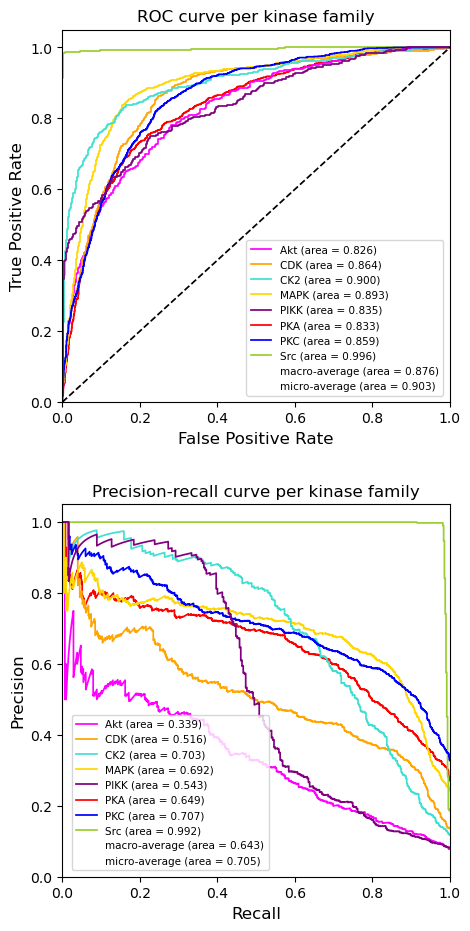 ROC curve per kinase family
1.0
0.8
0.6
0.4
0.2
0.0
True Positive Rate
Akt (area = 0.826)
CDK (area = 0.864)
CK2 (area = 0.900)
MAPK (area = 0.893)
PIKK (area = 0.835)
PKA (area = 0.833)
PKC (area = 0.859)
Src (area = 0.996)
macro-average (area = 0.876)
micro-average (area = 0.903)
0.0 0.2 0.4 0.6 0.8 1.0
False Positive Rate
Precision-recall curve per kinase family
1.0
0.8
0.6
0.4
0.2
0.0
Precision
Akt (area = 0.339)
CDK (area = 0.516)
CK2 (area = 0.703)
MAPK (area = 0.692)
PIKK (area = 0.543)
PKA (area = 0.649)
PKC (area = 0.707)
Src (area = 0.992)
macro-average (area = 0.643)
micro-average (area = 0.705)
0.0 0.2 0.4 0.6 0.8 1.0
Recall